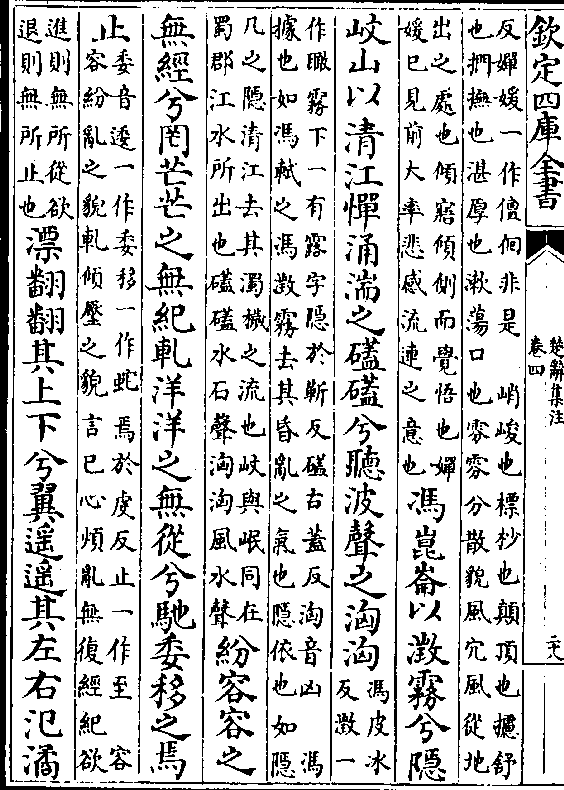 欽定四庫全書
楚辭集注
卷四
反嬋媛一作儃佪非是 峭峻也標杪也顛頂也攄舒
也捫撫也湛厚也漱蕩口也雰雰分散貌風穴風從地
出之處也傾寤傾側而覺悟也嬋
媛已見前大率悲感流連之意也
馮崑崙以澂霧兮隱
岐山以清江憚涌湍之礚礚兮聽波聲之洶洶
馮皮冰
反澂一
作瞰霧下一有露字隱於靳反礚古蓋反洶音凶 馮
據也如馮軾之馮澂霧去其昏亂之氣也隱依也如隱
几之隱清江去其濁穢之流也岐與岷同在
蜀郡江水所出也礚礚水石聲洶洶風水聲
紛容容之
無經兮罔芒芒之無紀軋洋洋之無從兮馳委移之焉
止
委音逶一作委移一作蛇 焉於虔反止一作至 容
容紛亂之貌軋傾壓之貌言已心煩亂無復經紀欲
進則無所從欲
退則無所止也
漂翻翻其上下兮翼遥遥其左右氾潏